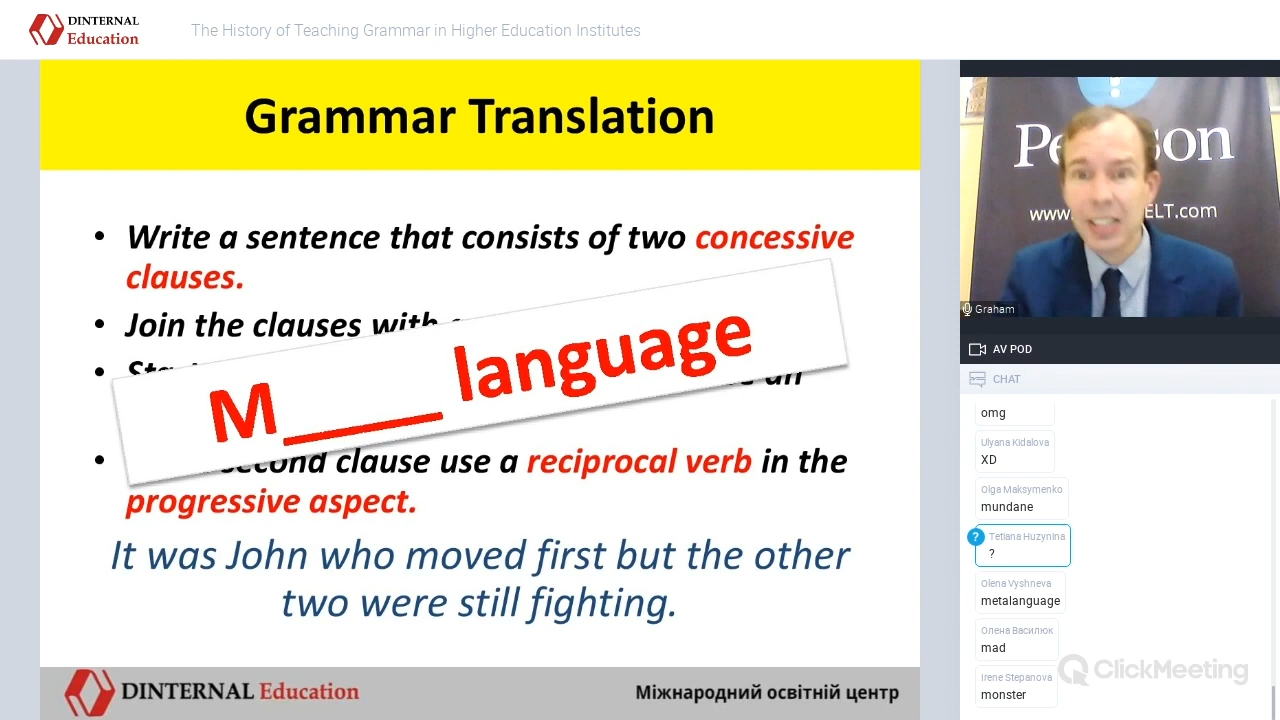 DINTERNAL
Education
The History of Teaching Grammar in Higher Education Institutes
Grammar Translation
• Write a sentence that consists of two concessive
clauses.
• Join the clauses with
•
M_____ language
• second clause use a reciprocal verb in the
progressive aspect.
It was John who moved first but the other
two were still fighting.
DINTERNAL Education
Міжнародний освітній центр
www. ELT.com
Graham
AV POD
CHAT
omg
Ulyana Kidalova
XD
Olga Maksymenko
mundane
? Tetiana Huzynina
?
Olena Vyshneva
metalanguage
Олена Василюк
mad
Irene Stepanova
monster
ClickMeeting